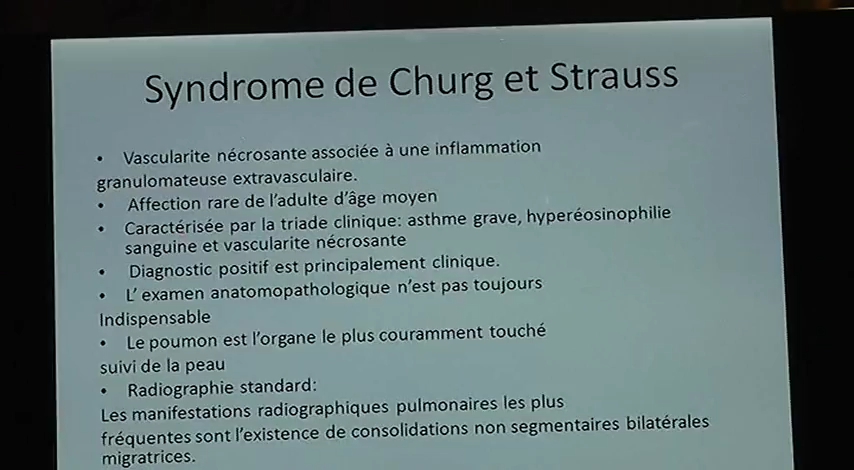 Syndrome de Churg et Strauss
• Vascularite nécrosante associée à une inflammation
granulomateuse extravasculaire.
• Affection rare de l'adulte d'âge moyen
• Caractérisée par la triade clinique: asthme grave, hyperéosinophilie
sanguine et vascularite nécrosante
• Diagnostic positif est principalement clinique.
• L' examen anatomopathologique n'est pas toujours
Indispensable
• Le poumon est l'organe le plus couramment touché
suivi de la peau
• Radiographie standard:
Les manifestations radiographiques pulmonaires les plus
fréquentes sont l'existence de consolidations non segmentaires bilatérales
migratrices.